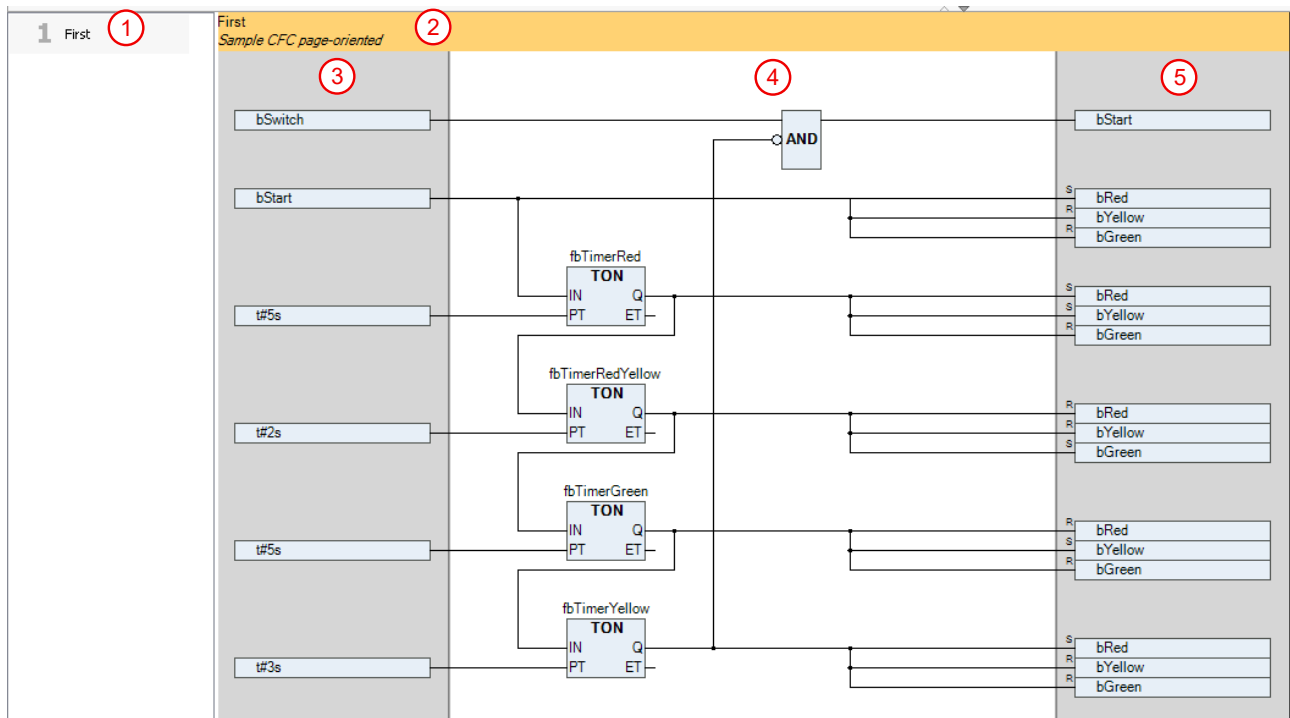 1 First 1
First
Sample CFC page-oriented 2
3 4 5
bSwitch AND bStart
bStart S bRed
R bYellow
R bGreen
fbTimerRed
TON
IN Q S bRed
t#5s PT ET S bYellow
R bGreen
fbTimerRedYellow
TON
IN Q R bRed
t#2s PT ET R bYellow
S bGreen
fbTimerGreen
TON
IN Q R bRed
t#5s PT ET S bYellow
R bGreen
fbTimerYellow
TON
IN Q S bRed
t#3s PT ET R bYellow
R bGreen